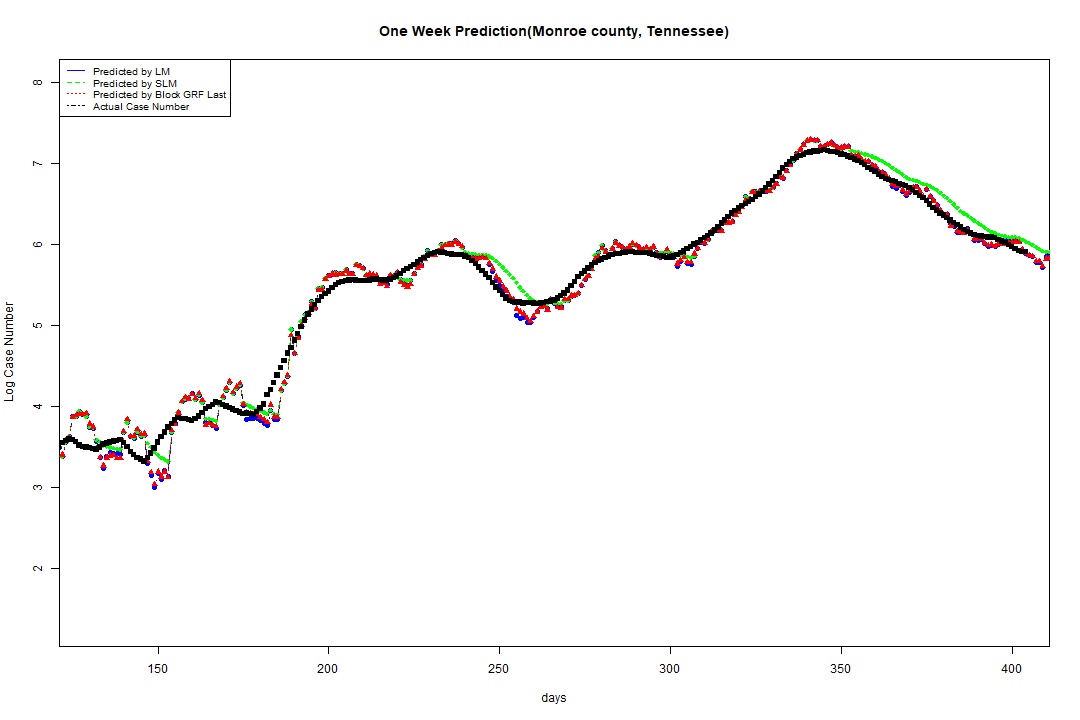 One Week Prediction(Monroe county, Tennessee)
Predicted by LM
Predicted by SLM
Predicted by Block GRF Last
Actual Case Number
8
7
6
5
4
3
2
Log Case Number
150 200 250 300 350 400
days